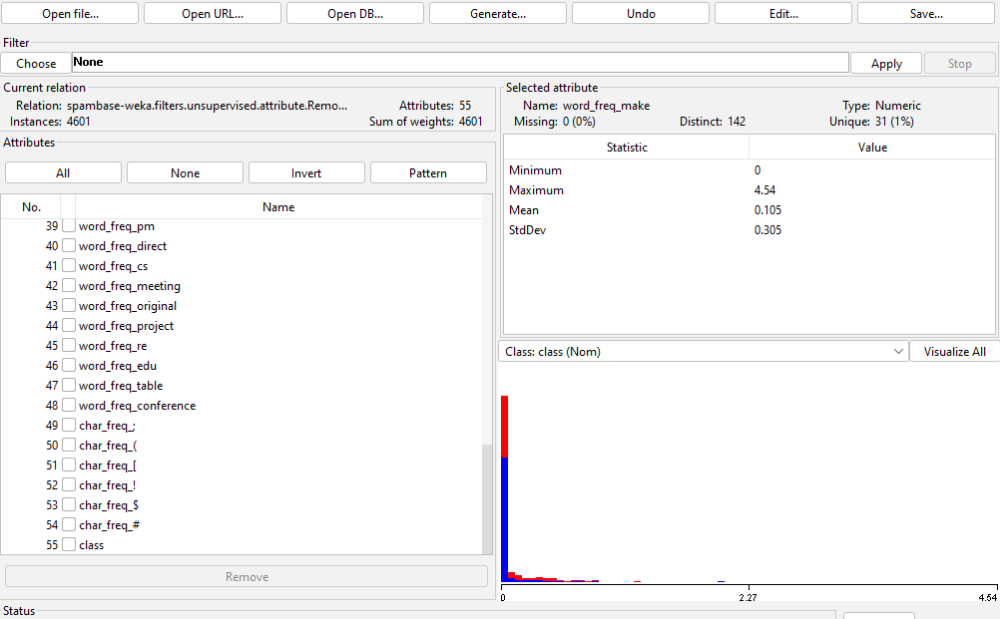 Open file... Open URL... Open DB... Generate... Undo Edit... Save...
Filter
Choose None Apply Stop
Current relation
Relation: spambase-weka.filters.unsupervised.attribute.Remo... Attributes: 55
Instances: 4601 Sum of weights: 4601
Attributes
All None Invert Pattern
No. Name
39 word_freq_pm
40 word_freq_direct
41 word_freq_cs
42 word_freq_meeting
43 word_freq_original
44 word_freq_project
45 word_freq_re
46 word_freq_edu
47 word_freq_table
48 word_freq_conference
49 char_freq_;
50 char_freq_(
51 char_freq_[
52 char_freq_!
53 char_freq_$
54 char_freq_#
55 class
Remove
Status
Selected attribute
Name: word_freq_make Type: Numeric
Missing: 0 (0%) Distinct: 142 Unique: 31 (1%)
Statistic Value
Minimum 0
Maximum 4.54
Mean 0.105
StdDev 0.305
Class: class (Nom) Visualize All
0 2.27 4.54